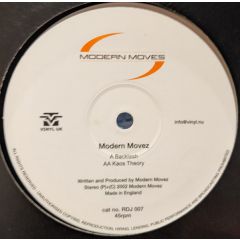 MODERN MOVES
VINYL UK
info@vinyl.nu
Modern Movez
A Backlash
AA Kaos Theory
Written and Produced by Modern Movez
Stereo (P)+(C) 2002 Modern Movez
Made in England
cat no. RDJ 007
45rpm